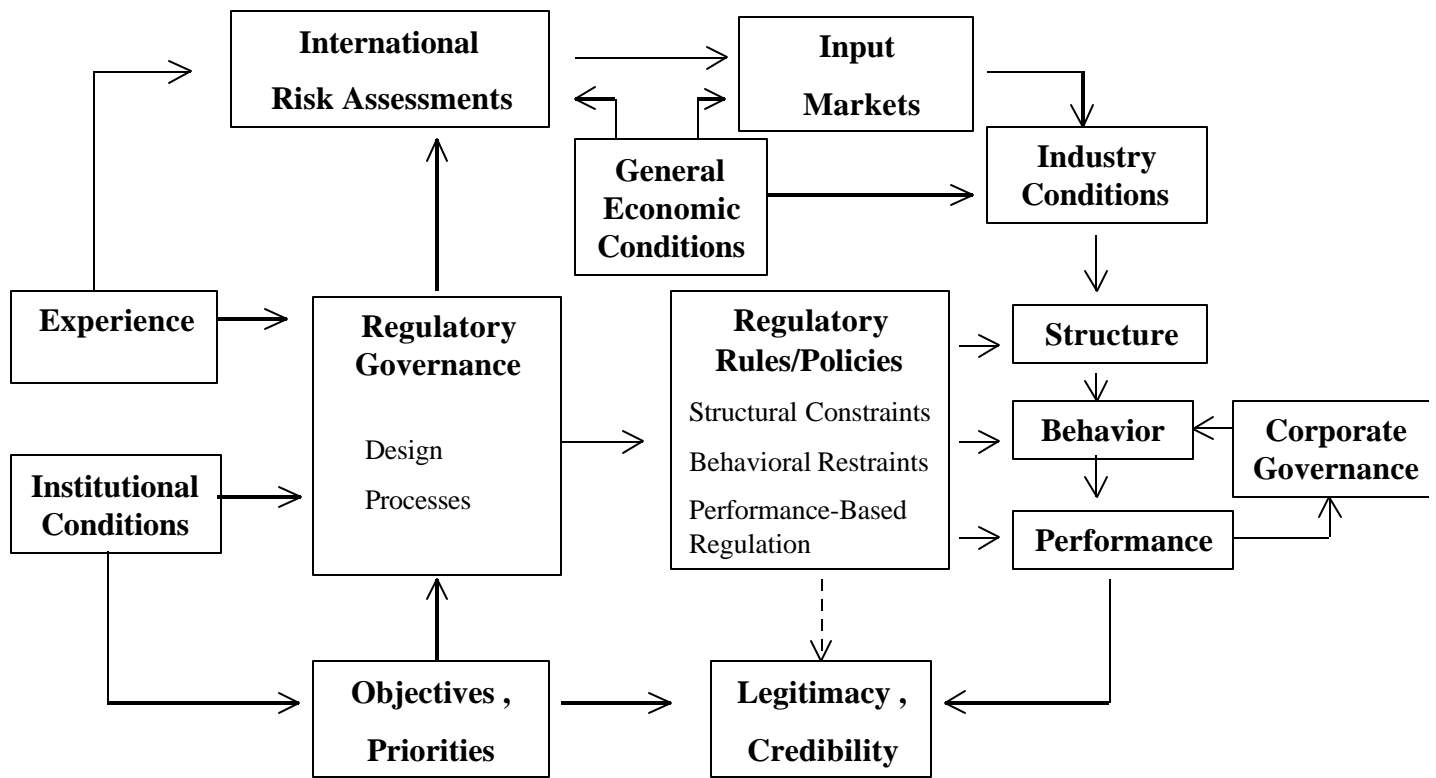 International
Risk Assessments
Input
Markets
General
Economic
Conditions
Industry
Conditions
Experience
Regulatory
Governance
Design
Processes
Regulatory
Rules/Policies
Structural Constraints
Behavioral Restraints
Performance-Based
Regulation
Structure
Behavior
Corporate
Governance
Institutional
Conditions
Performance
Objectives ,
Priorities
Legitimacy ,
Credibility